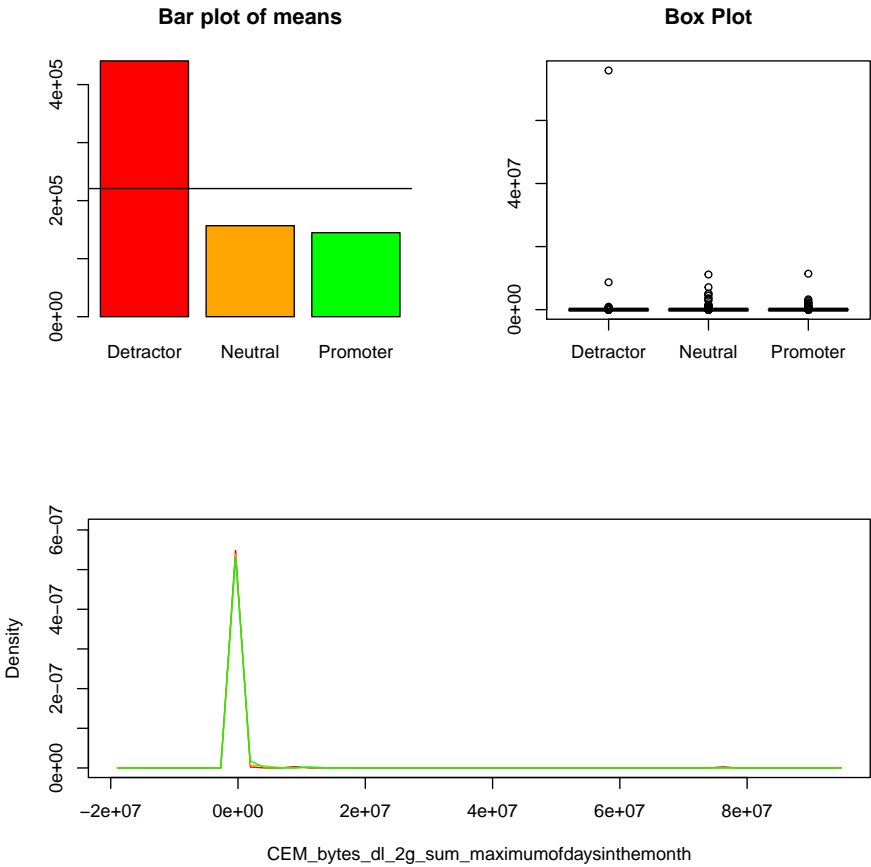 Bar plot of means
0e+00 2e+05 4e+05
Detractor Neutral Promoter
Box Plot
0e+00 4e+07
Detractor Neutral Promoter
Density
0e+00 2e−07 4e−07 6e−07
−2e+07 0e+00 2e+07 4e+07 6e+07 8e+07
CEM_bytes_dl_2g_sum_maximumofdaysinthemonth